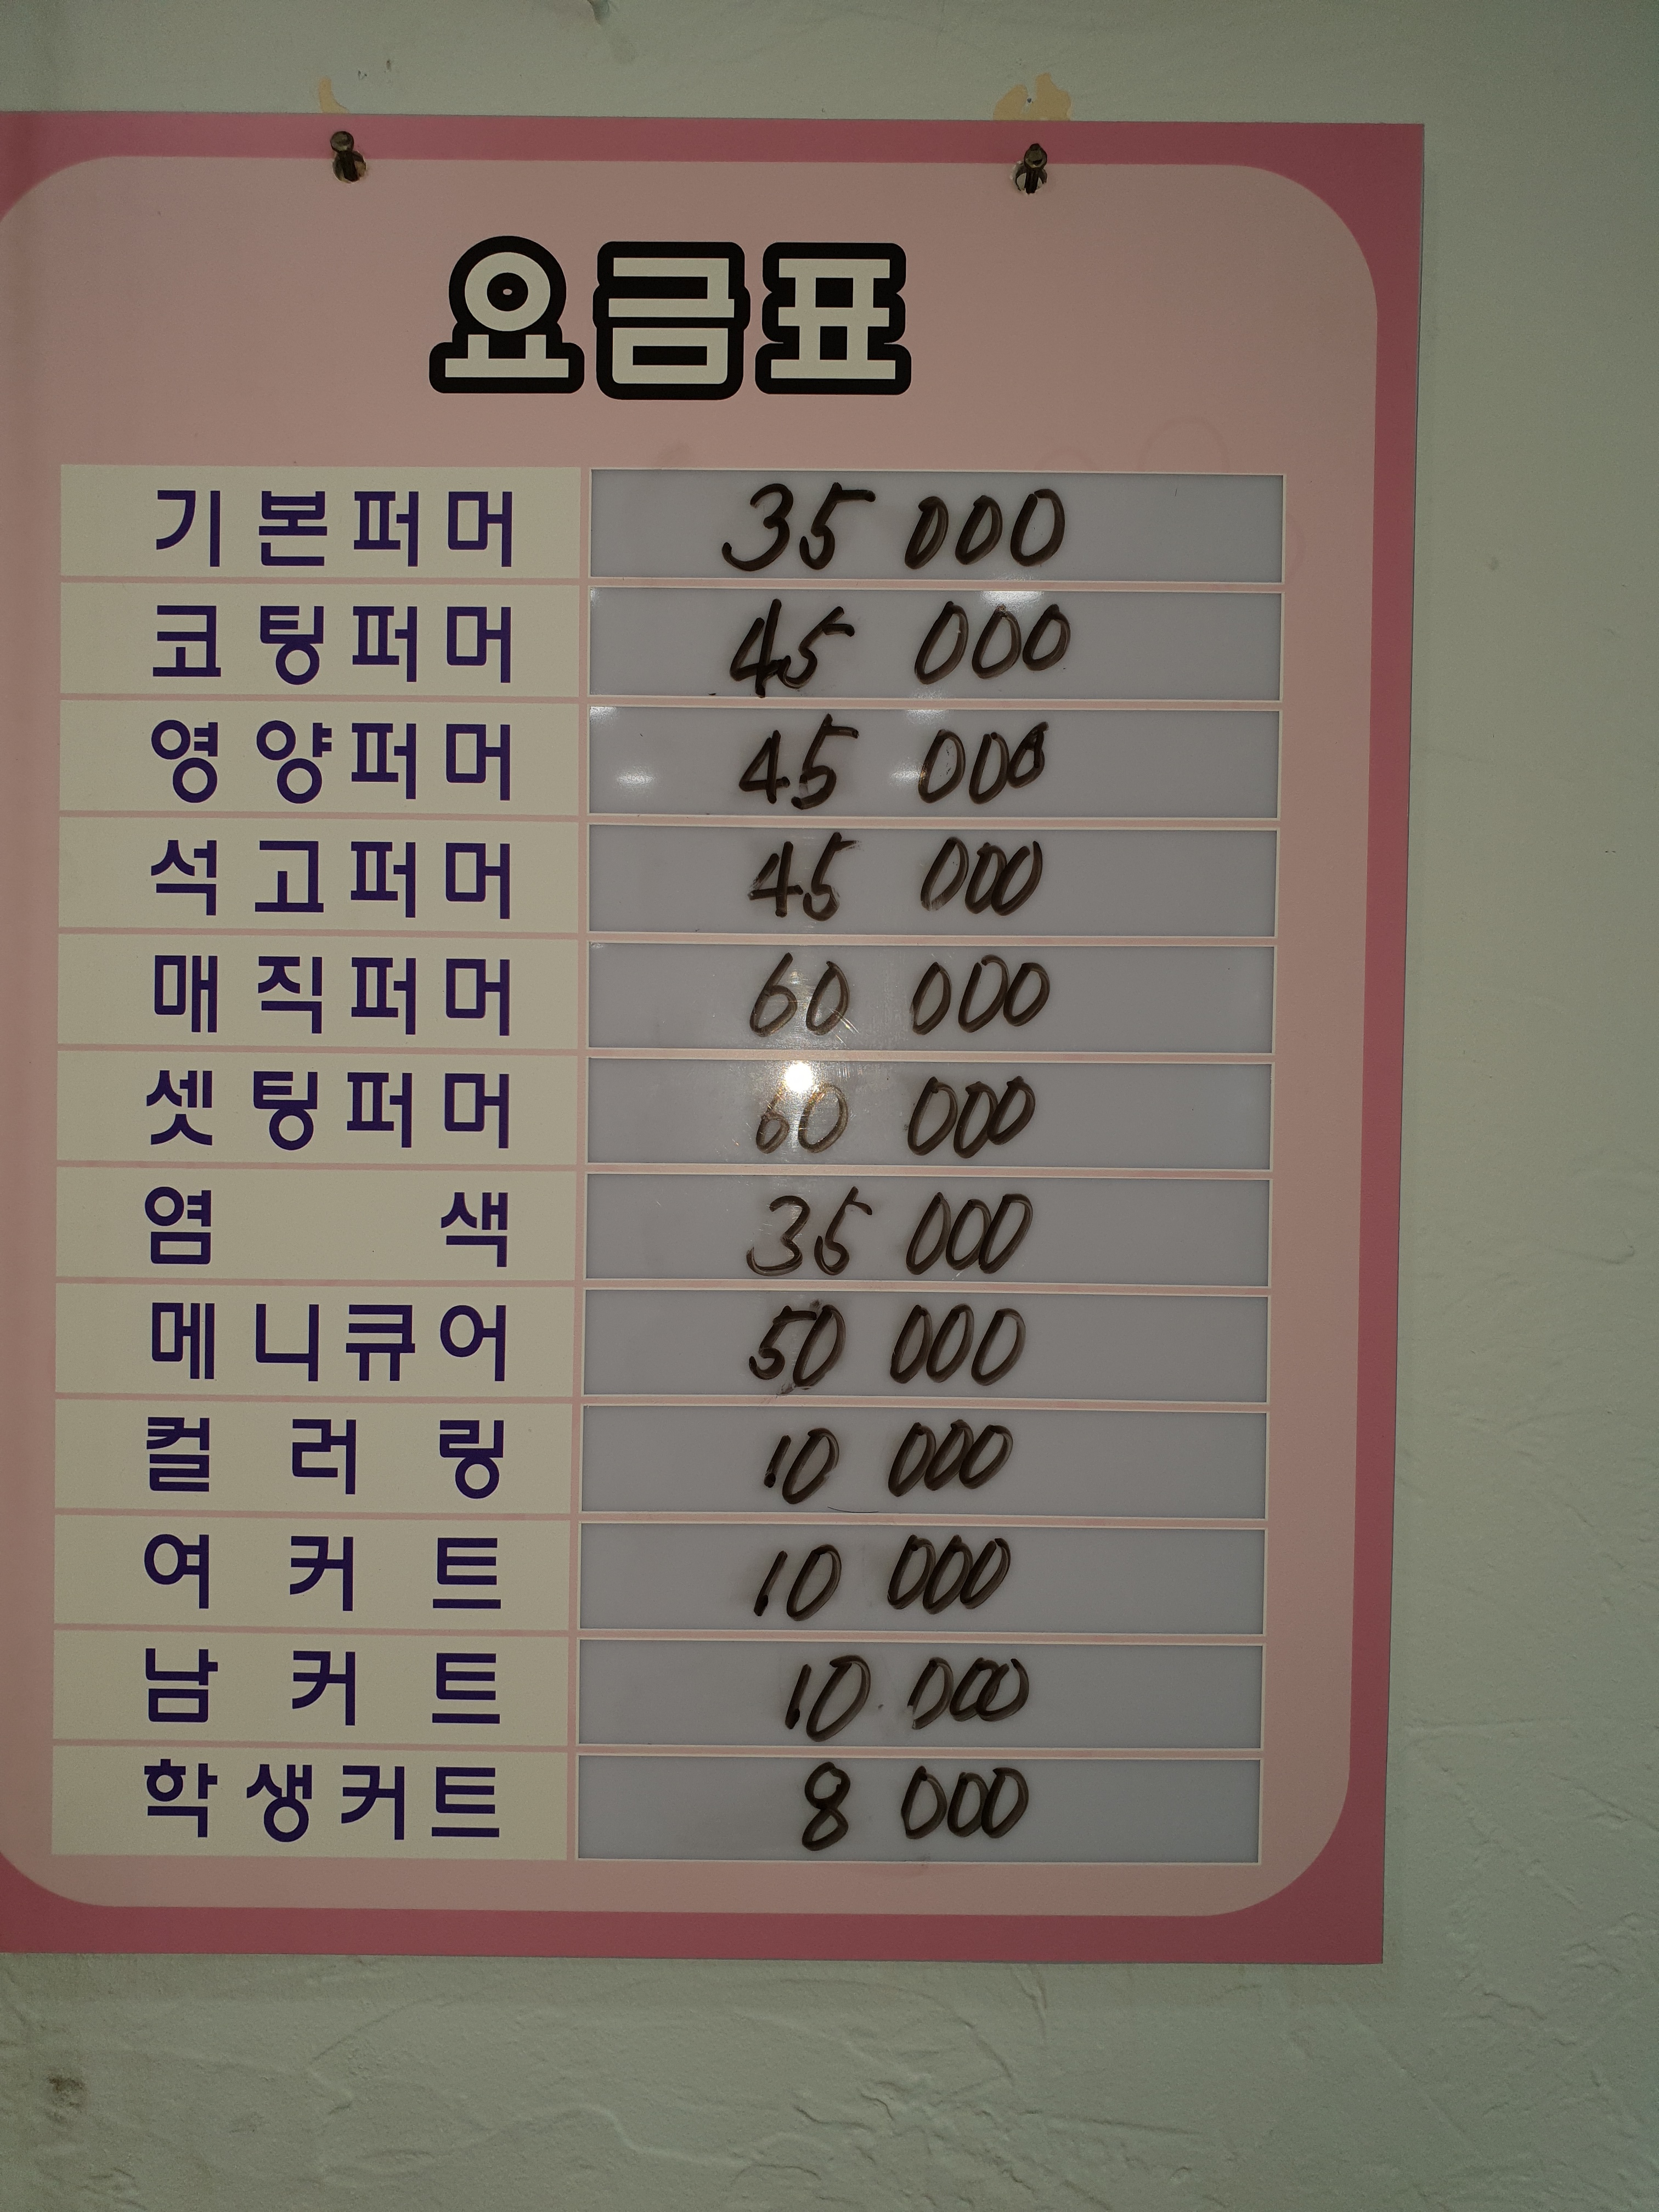 요금표
기본퍼머 35 000
코팅퍼머 45 000
영양퍼머 45 000
석고퍼머 45 000
매직퍼머 60 000
셋팅퍼머 60 000
염색 35 000
메니큐어 50 000
컬러링 10 000
여커트 10 000
남커트 10 000
학생커트 8 000